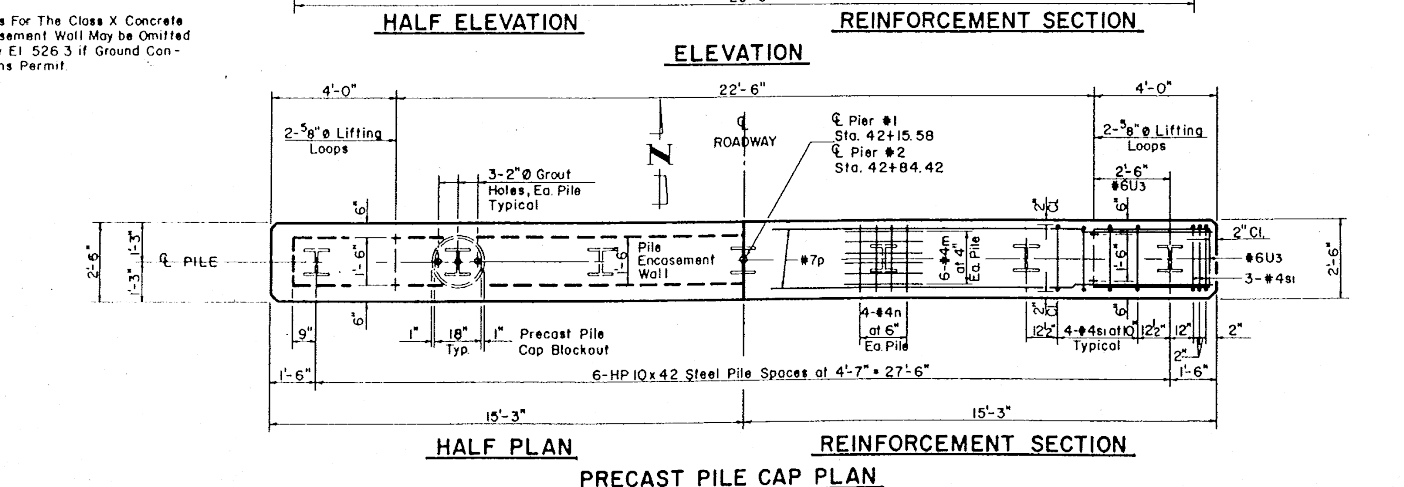 HALF ELEVATION
REINFORCEMENT SECTION
ELEVATION
s For The Class X Concrete
sement Wall May be Omitted
El 526 3 if Ground Con-
ns Permit.
4'-0"
22'-6"
4'-0"
2-5/8"Ø Lifting
Loops
3-2"Ø Grout
Holes, Ea. Pile
Typical
N
℄
ROADWAY
℄ Pier #1
Sta. 42+15.58
℄ Pier #2
Sta. 42+84.42
2-5/8"Ø Lifting
Loops
2'-6"
#6U3
2'-6"
1'-3"
1'-3"
℄ PILE
6"
1'-6"
6"
1'-6"
Pile
Encasement
Wall
#7p
6-#4m
at 4"
Ea. Pile
2"
Cl.
6"
1'-6"
6"
2"
Cl.
2" Cl.
#6U3
3-#4s1
2'-6"
9"
1"
18"
Typ.
1"
Precast Pile
Cap Blockout
4-#4n
at 6"
Ea. Pile
12½"
4-#4s1 at 10"
Typical
12½"
12"
2"
2"
1'-6"
6-HP 10x42 Steel Pile Spaces at 4'-7" = 27'-6"
1'-6"
15'-3"
15'-3"
HALF PLAN
REINFORCEMENT SECTION
PRECAST PILE CAP PLAN